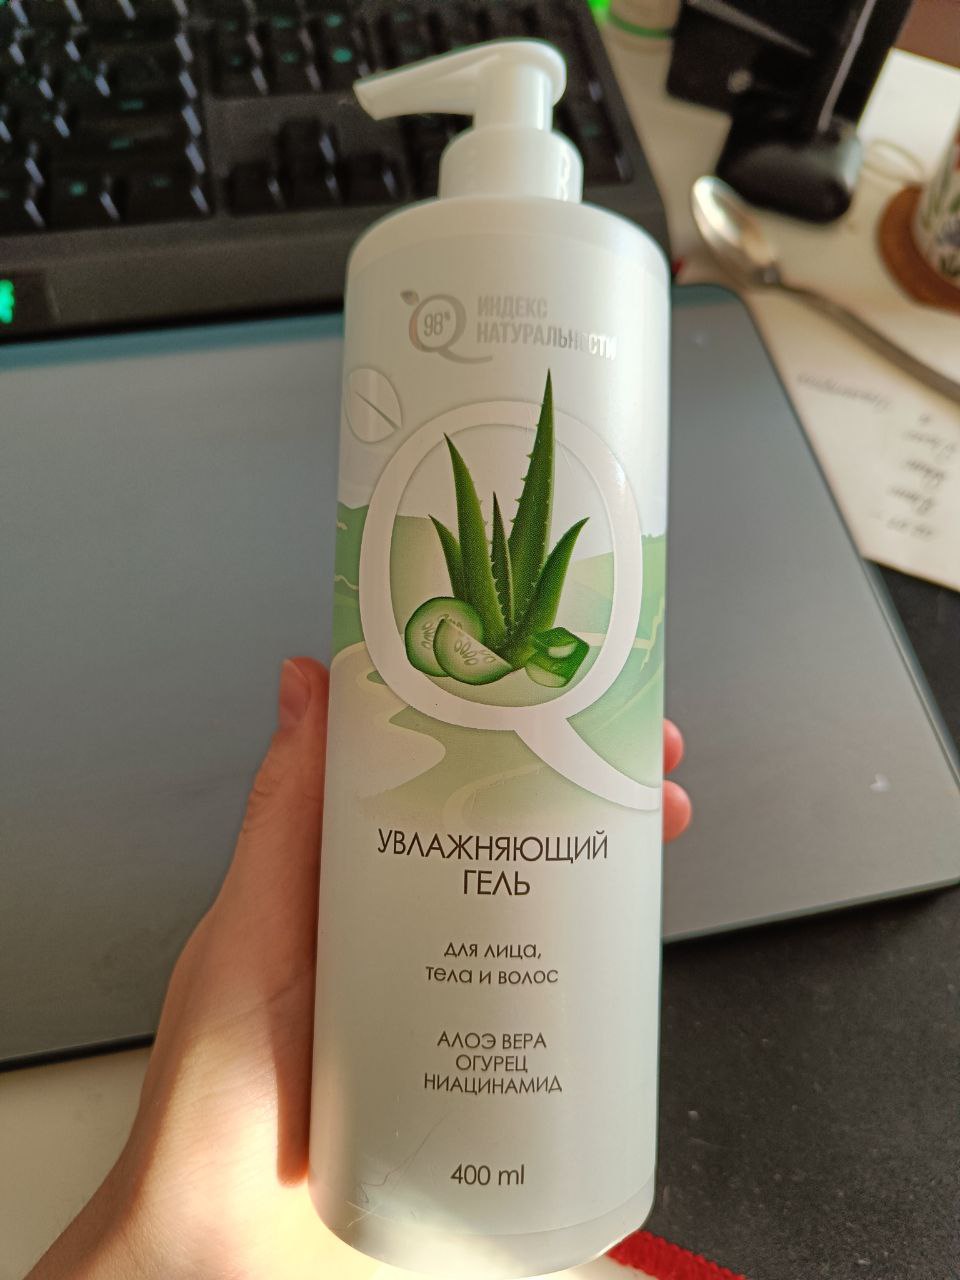 98%
ИНДЕКС
НАТУРАЛЬНОСТИ
УВЛАЖНЯЮЩИЙ
ГЕЛЬ
для лица,
тела и волос
АЛОЭ ВЕРА
ОГУРЕЦ
НИАЦИНАМИД
400 ml